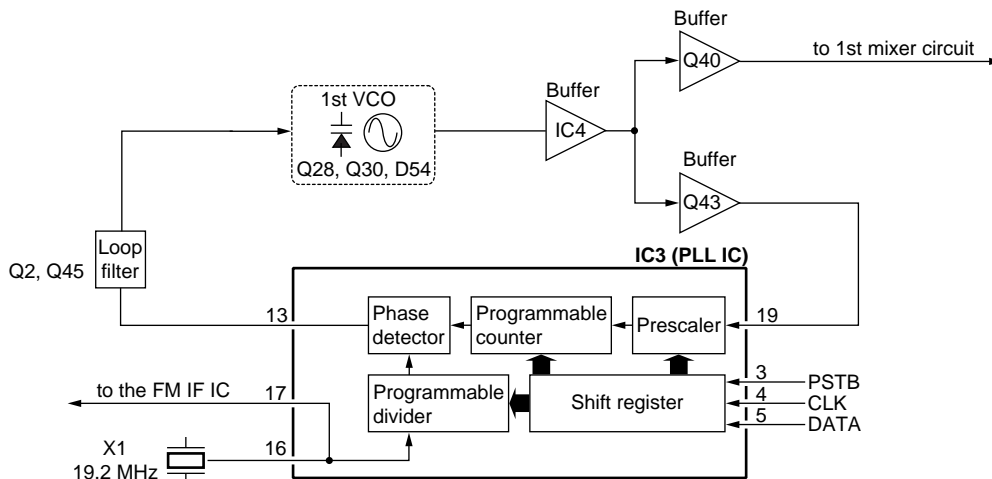 Buffer
Q40
to 1st mixer circuit
1st VCO
Q28, Q30, D54
Buffer
IC4
Buffer
Q43
Loop
filter
Q2, Q45
IC3 (PLL IC)
13
Phase
detector
Programmable
counter
Prescaler
19
to the FM IF IC
17
Programmable
divider
Shift register
3
PSTB
4
CLK
5
DATA
X1
19.2 MHz
16